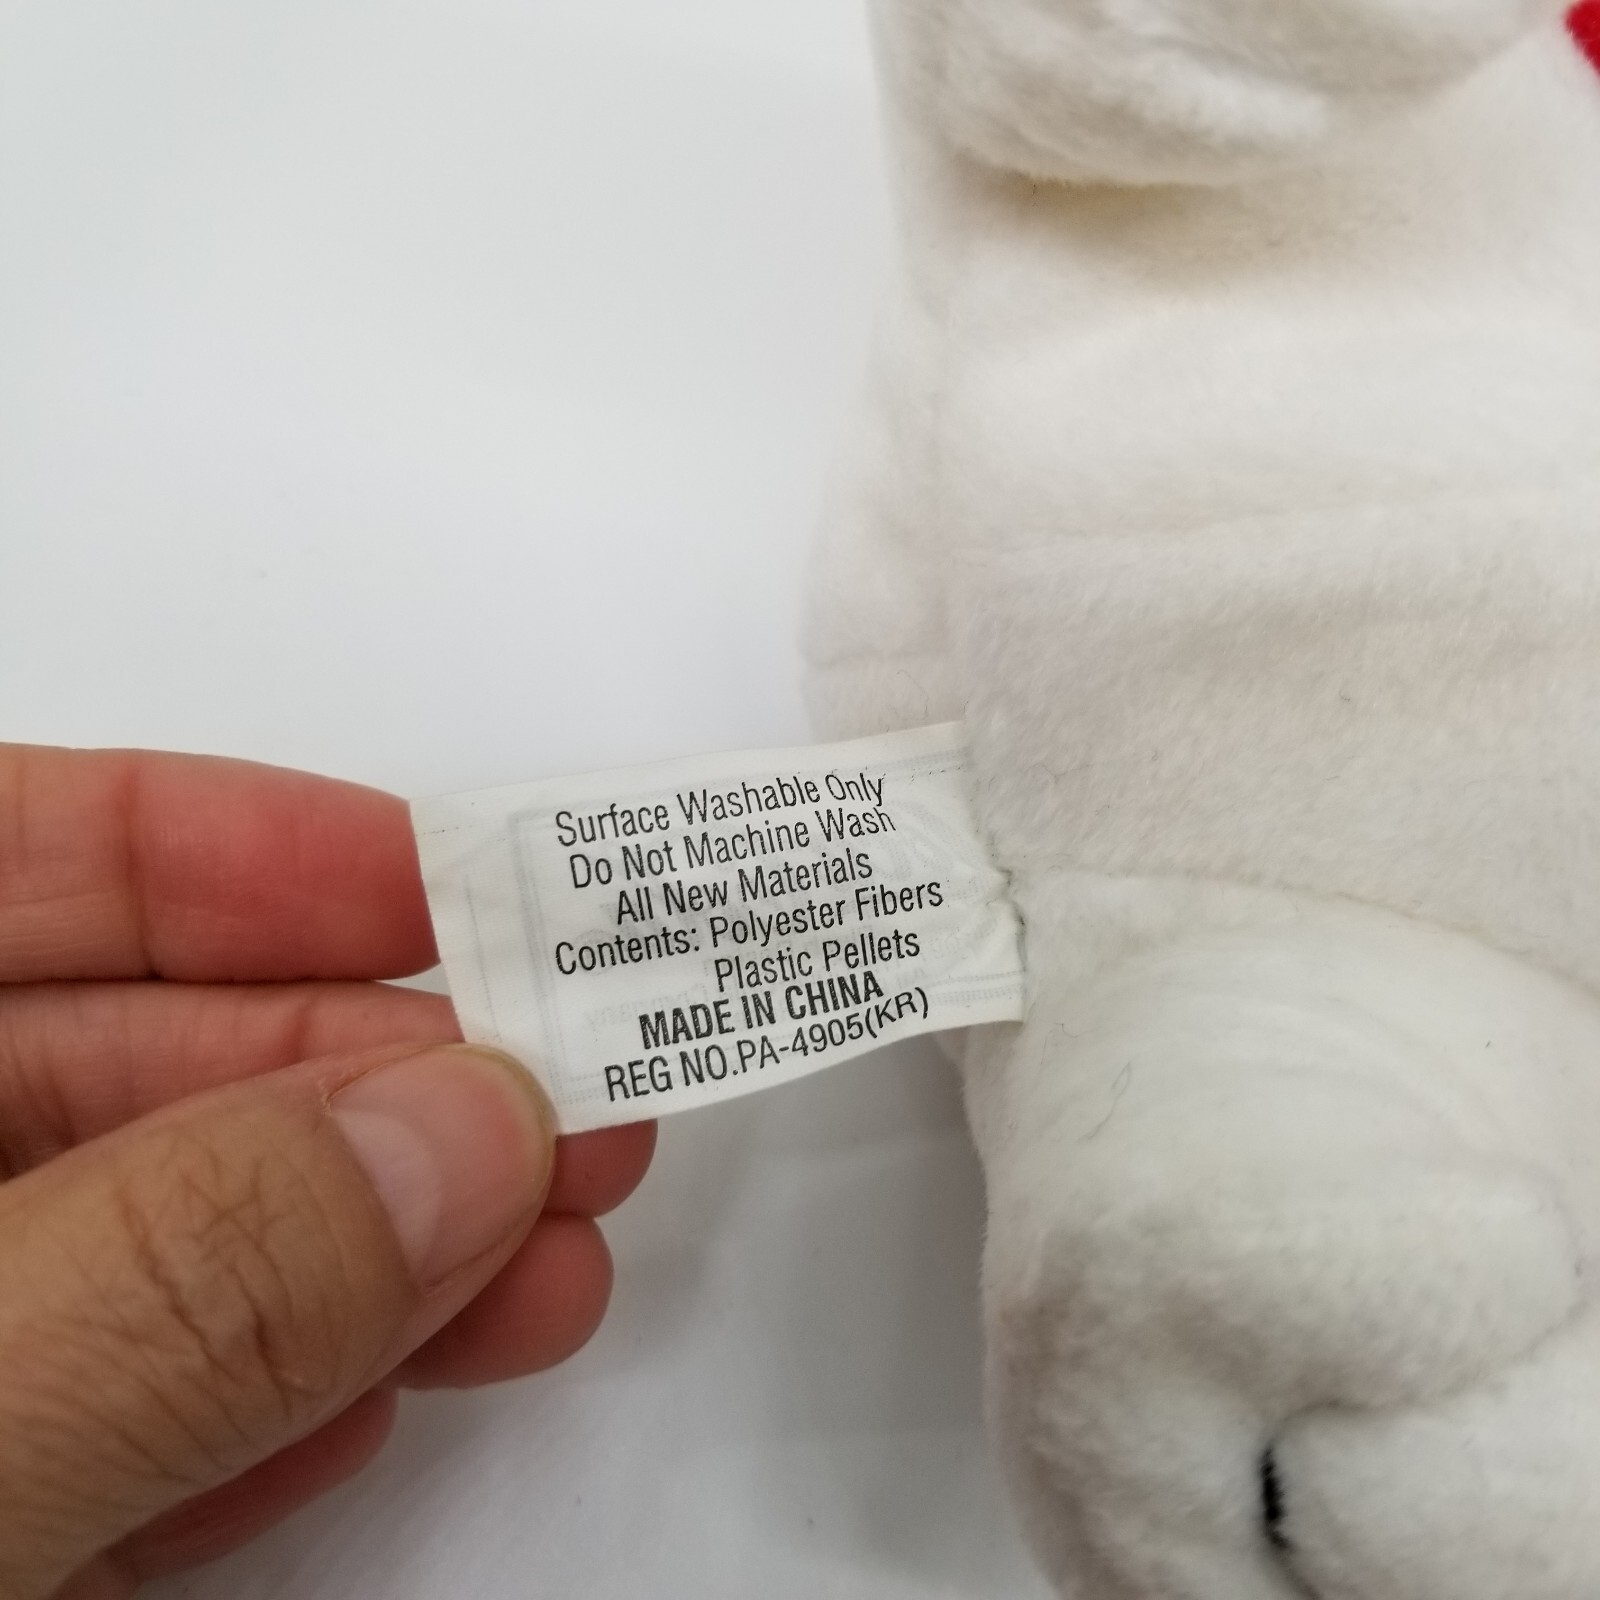 Surface Washable Only
Do Not Machine Wash
All New Materials
Contents: Polyester Fibers
Plastic Pellets
MADE IN CHINA
REG NO.PA-4905(KR)